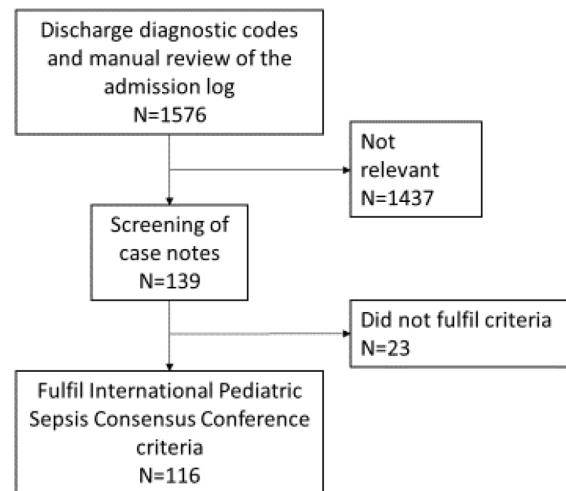 Discharge diagnostic codes
and manual review of the
admission log
N=1576
Not
relevant
N=1437
Screening of
case notes
N=139
Did not fulfil criteria
N=23
Fulfil International Pediatric
Sepsis Consensus Conference
criteria
N=116